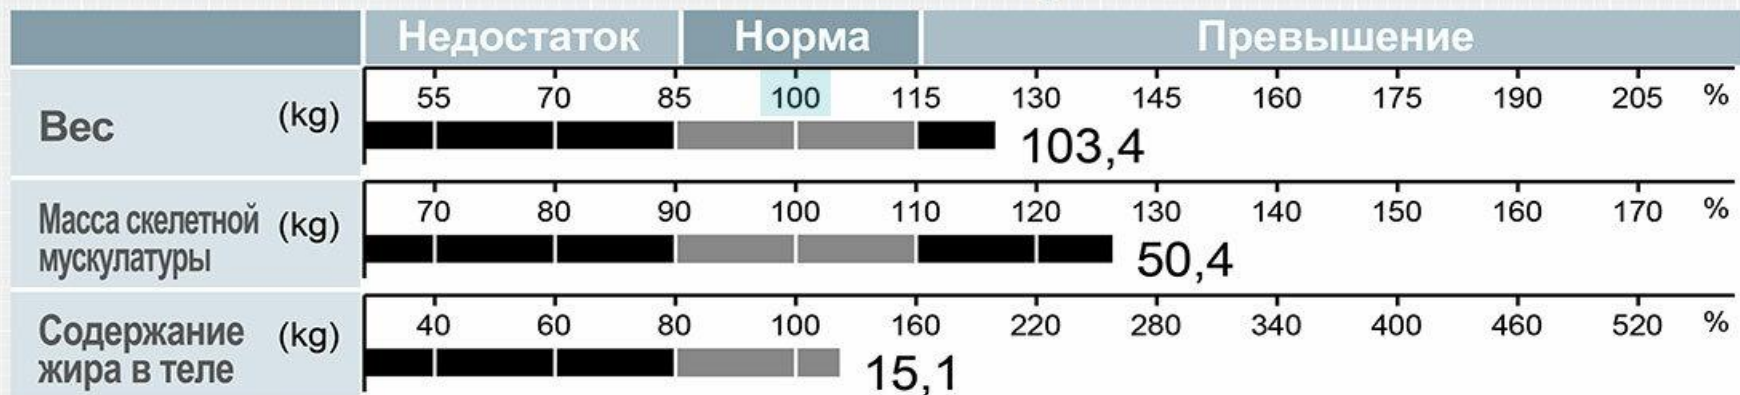 Недостаток Норма Превышение
Вес (kg) 55 70 85 100 115 130 145 160 175 190 205 %
103,4
Масса скелетной мускулатуры (kg) 70 80 90 100 110 120 130 140 150 160 170 %
50,4
Содержание жира в теле (kg) 40 60 80 100 160 220 280 340 400 460 520 %
15,1